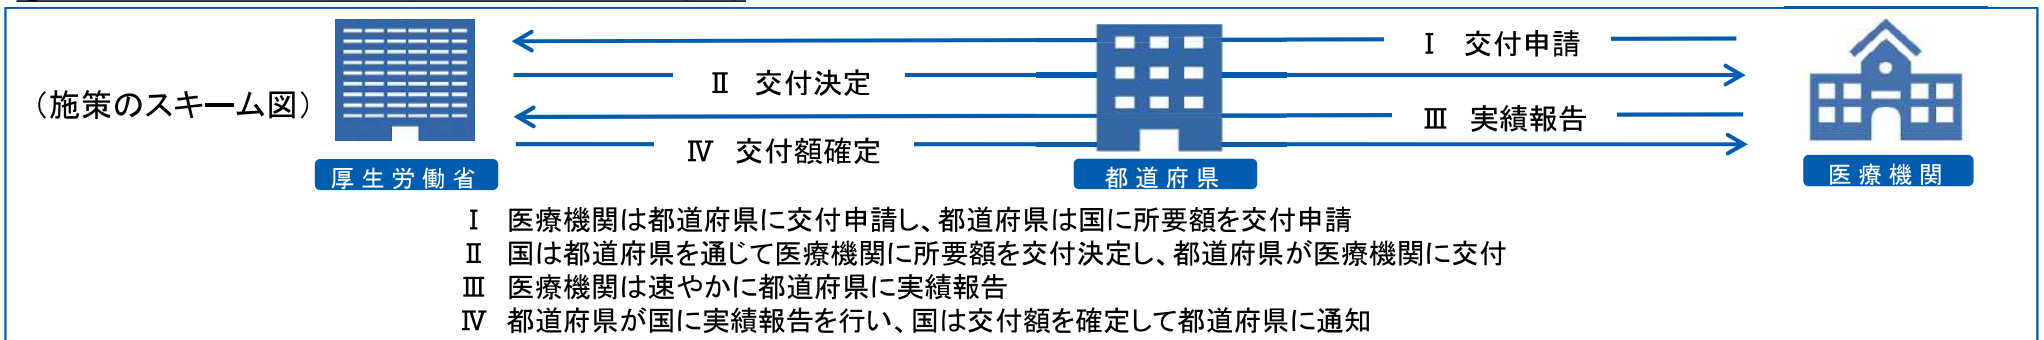 Ⅰ 交付申請
Ⅱ 交付決定
(施策のスキーム図)
Ⅲ 実績報告
Ⅳ 交付額確定
厚生労働省
都道府県
医療機関
Ⅰ 医療機関は都道府県に交付申請し、都道府県は国に所要額を交付申請
Ⅱ 国は都道府県を通じて医療機関に所要額を交付決定し、都道府県が医療機関に交付
Ⅲ 医療機関は速やかに都道府県に実績報告
Ⅳ 都道府県が国に実績報告を行い、国は交付額を確定して都道府県に通知